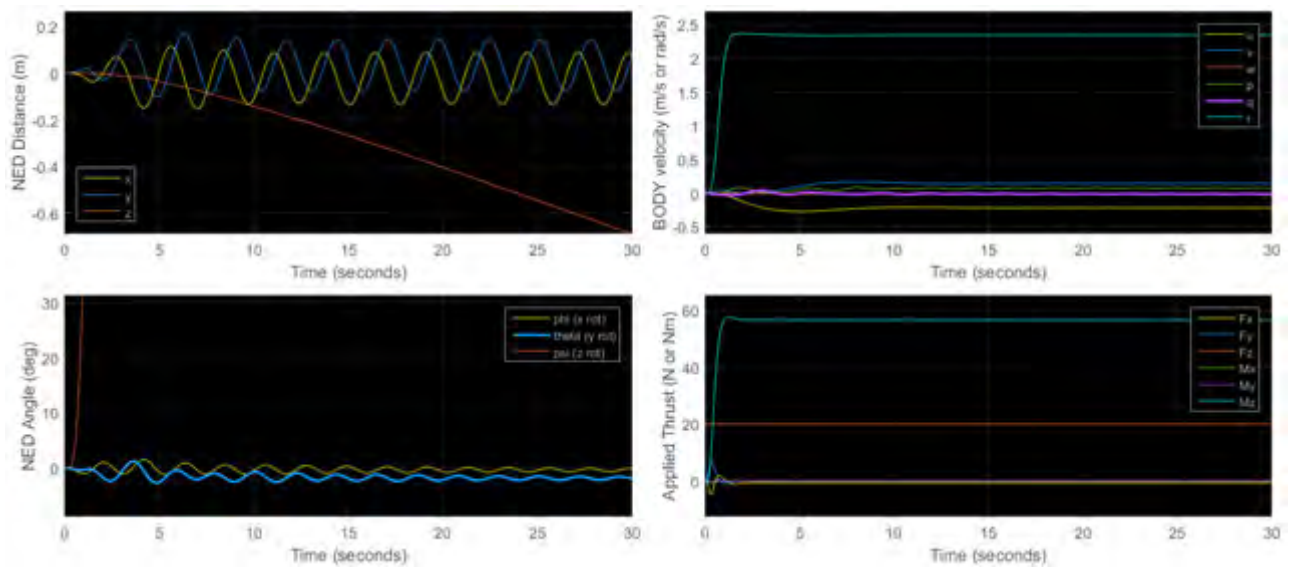 NED Distance (m)
0.2
0
-0.2
-0.4
-0.6
x
Y
z
0 5 10 15 20 25 30
Time (seconds)
BODY velocity (m/s or rad/s)
2.5
2
1.5
1
0.5
0
-0.5
u
v
w
p
q
r
0 5 10 15 20 25 30
Time (seconds)
NED Angle (deg)
30
20
10
0
phi (x rot)
theta (y rot)
psi (z rot)
0 5 10 15 20 25 30
Time (seconds)
Applied Thrust (N or Nm)
60
40
20
0
Fx
Fy
Fz
Mx
My
Mz
0 5 10 15 20 25 30
Time (seconds)